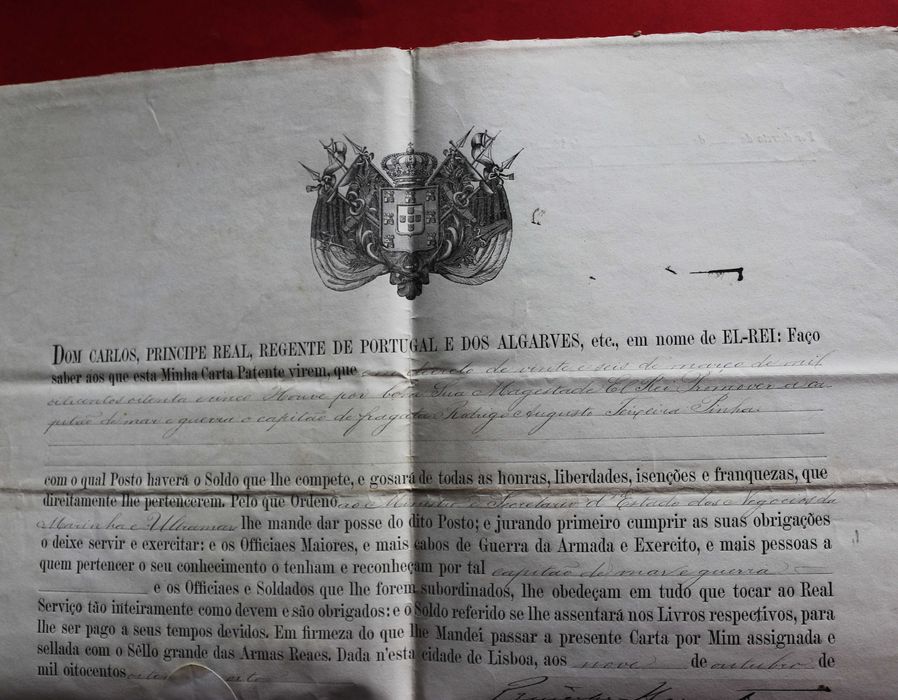 DOM CARLOS, PRINCIPE REAL, REGENTE DE PORTUGAL E DOS ALGARVES, etc., em nome de EL-REI: Faço
saber aos que esta Minha Carta Patente virem, que decreto de vinte e seis de março de mil
oitocentos oitenta e cinco Houve por bem Sua Magestade El Rei Promover a ca-
pitão de mar e guerra o capitão de fragata Rodrigo Augusto Teixeira Pinha
com o qual Posto haverá o Soldo que lhe compete, e gosará de todas as honras, liberdades, isenções e franquezas, que
direitamente lhe pertencerem. Pelo que Ordeno ao Ministro e Secretario d'Estado dos Negocios da
Marinha e Ultramar lhe mande dar posse do dito Posto; e jurando primeiro cumprir as suas obrigações
o deixe servir e exercitar: e os Officiaes Maiores, e mais cabos de Guerra da Armada e Exercito, e mais pessoas a
quem pertencer o seu conhecimento o tenham e reconheçam por tal capitão de mar e guerra
e os Officiaes e Soldados que lhe forem subordinados, lhe obedeçam em tudo que tocar ao Real
Serviço tão inteiramente como devem e são obrigados: e o Soldo referido se lhe assentará nos Livros respectivos, para
lhe ser pago a seus tempos devidos. Em firmeza do que lhe Mandei passar a presente Carta por Mim assignada e
sellada com o Sêllo grande das Armas Reaes. Dada n'esta cidade de Lisboa, aos nove de outubro de
mil oitocentos